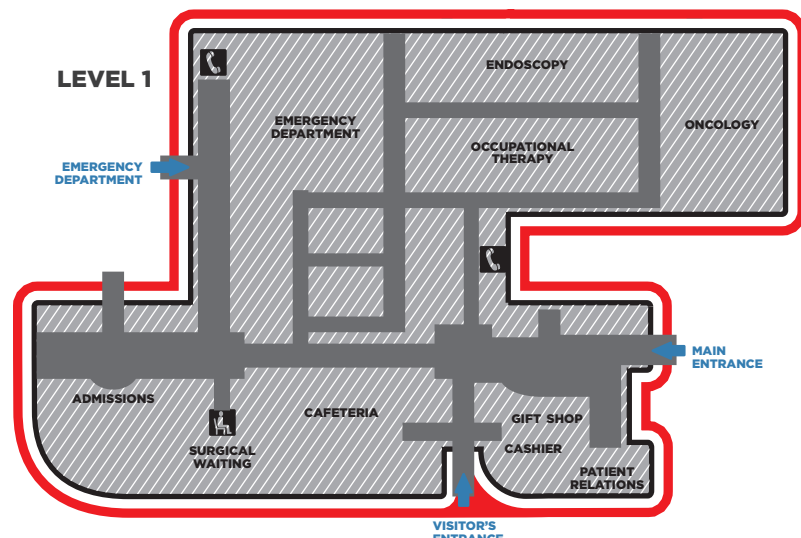 LEVEL 1
ENDOSCOPY
EMERGENCY
DEPARTMENT
ONCOLOGY
OCCUPATIONAL
THERAPY
EMERGENCY
DEPARTMENT
MAIN
ENTRANCE
ADMISSIONS
CAFETERIA
GIFT SHOP
SURGICAL
WAITING
CASHIER
PATIENT
RELATIONS
VISITOR'S
ENTRANCE